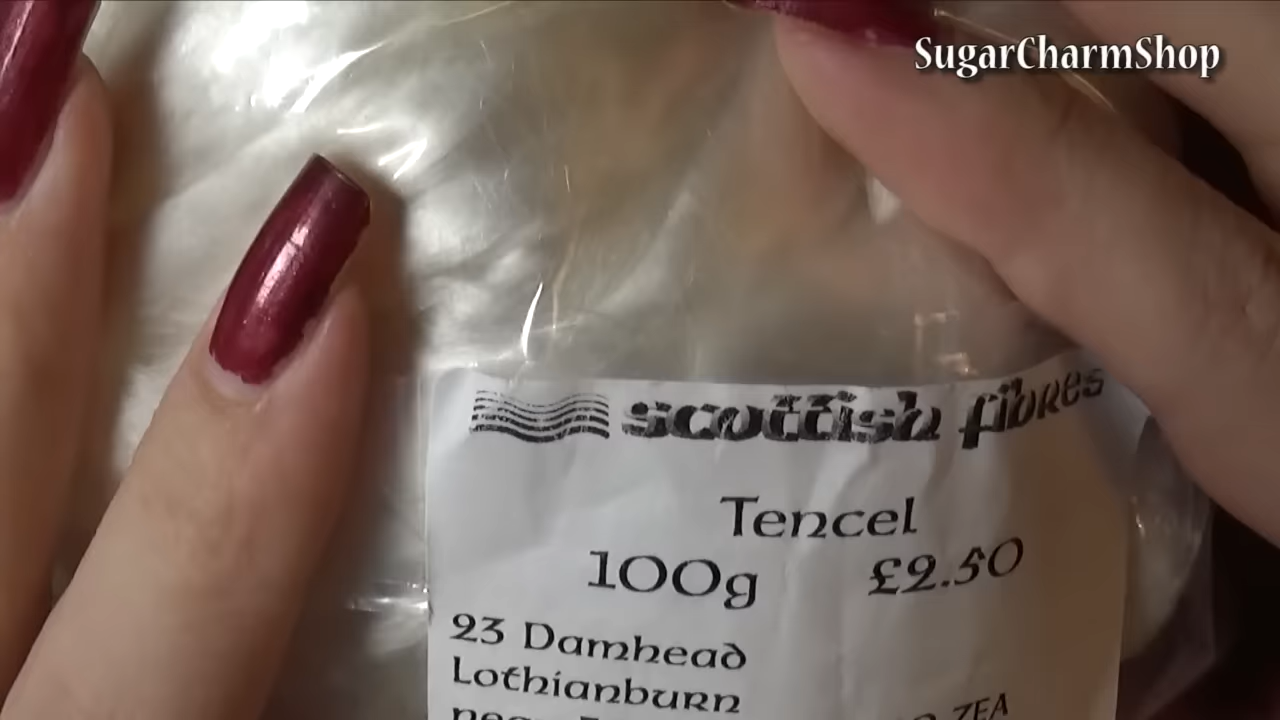 SugarCharmShop
scottish fibres
Tencel
100g £2.50
23 Damhead
Lothianburn